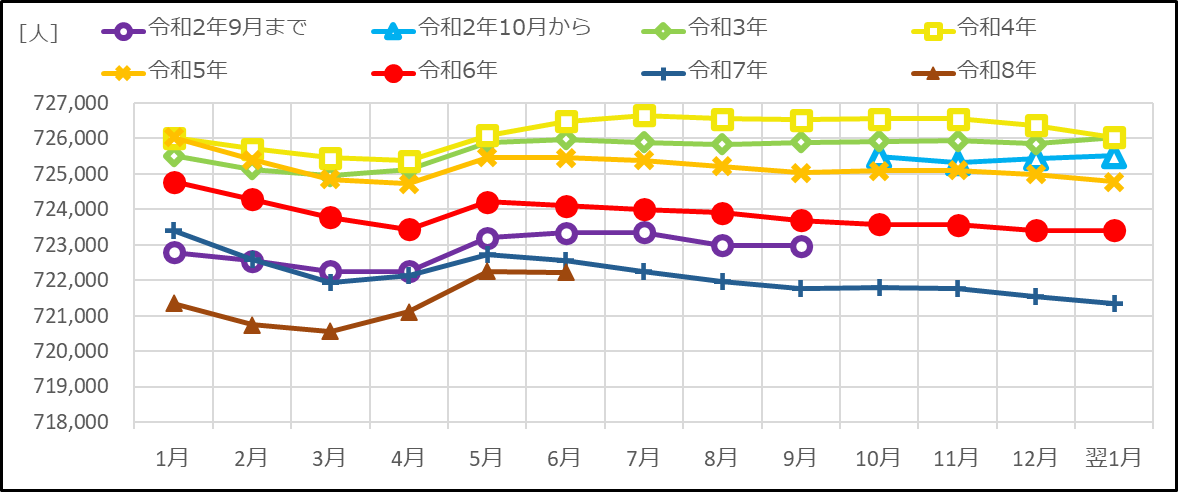 [人]
令和2年9月まで 令和2年10月から 令和3年 令和4年
令和5年 令和6年 令和7年 令和8年
727,000
726,000
725,000
724,000
723,000
722,000
721,000
720,000
719,000
718,000
1月 2月 3月 4月 5月 6月 7月 8月 9月 10月 11月 12月 翌1月